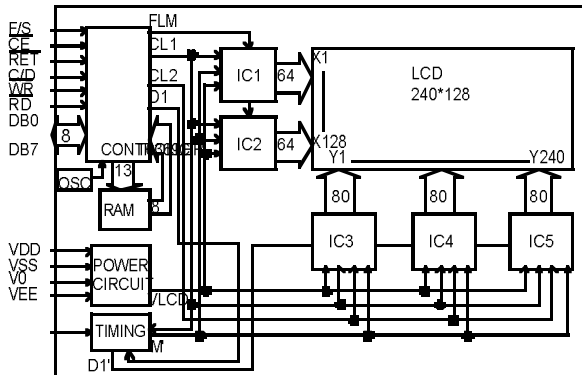 F/S
CE
RET
C/D
WR
RD
DB0
8
DB7
FLM
CL1
CL2
D1
CONT
13
OSC
RAM
8
IC1
64
IC2
64
X1
LCD
240*128
X128
Y1
Y240
80
80
80
IC3
IC4
IC5
VDD
VSS
V0
VEE
POWER
CIRCUIT
VLCD
TIMING
M'
D1'